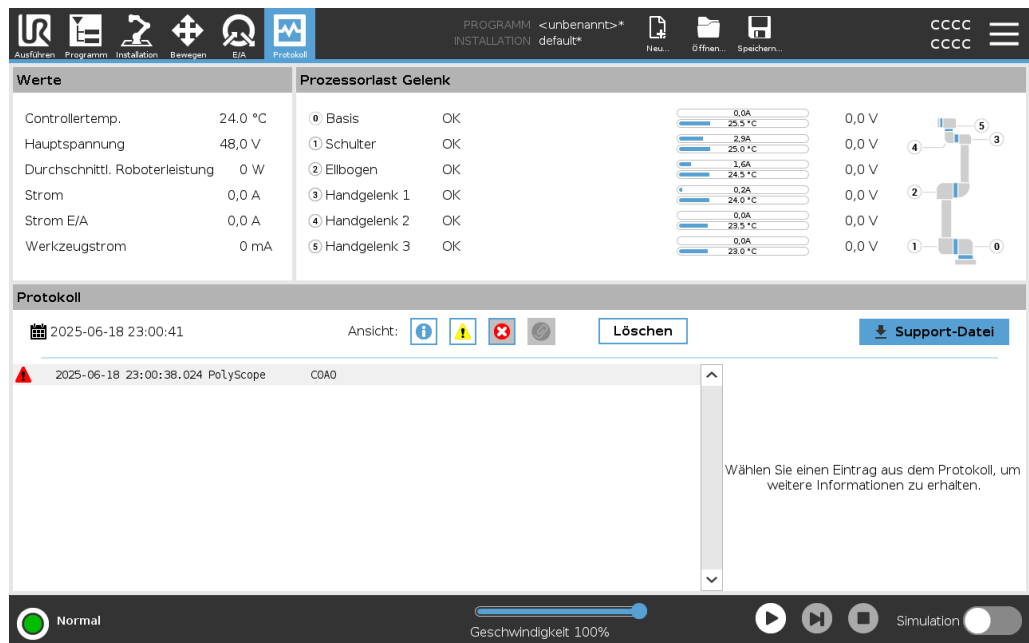 PROGRAMM <unbenannt>*
INSTALLATION default*
CCCC
CCCC
Ausführen Programm Installation Bewegen E/A Protokoll
Neu... Öffnen... Speichern...
Werte
Controllertemp. 24.0 °C
Hauptspannung 48,0 V
Durchschnittl. Roboterleistung 0 W
Strom 0,0 A
Strom E/A 0,0 A
Werkzeugstrom 0 mA
Prozessorlast Gelenk
0 Basis OK 0,0A 25.5 °C 0,0 V
1 Schulter OK 2,9A 25.0 °C 0,0 V
2 Ellbogen OK 1,6A 24.5 °C 0,0 V
3 Handgelenk 1 OK 0,2A 24.0 °C 0,0 V
4 Handgelenk 2 OK 0,0A 23.5 °C 0,0 V
5 Handgelenk 3 OK 0,0A 23.0 °C 0,0 V
5
4 3
2
1 0
Protokoll
2025-06-18 23:00:41 Ansicht: Löschen Support-Datei
2025-06-18 23:00:38.024 PolyScope C0A0
Wählen Sie einen Eintrag aus dem Protokoll, um
weitere Informationen zu erhalten.
Normal
Geschwindigkeit 100%
Simulation